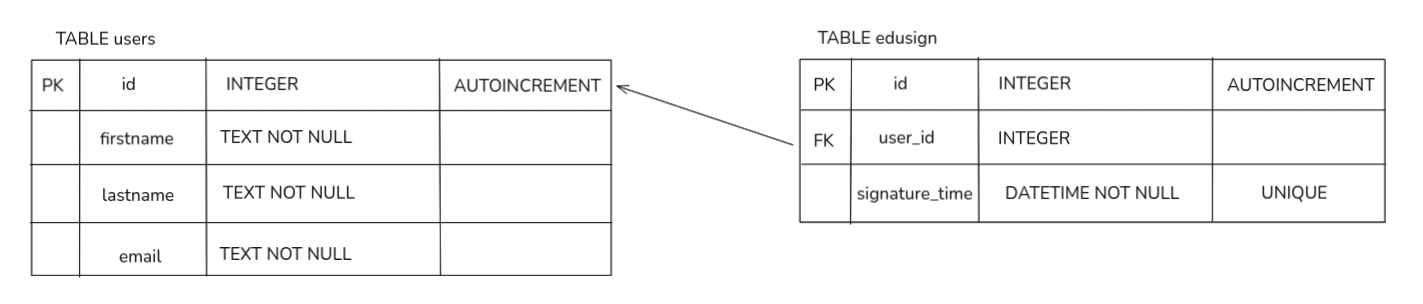 TABLE users
PK id INTEGER AUTOINCREMENT
firstname TEXT NOT NULL
lastname TEXT NOT NULL
email TEXT NOT NULL
TABLE edusign
PK id INTEGER AUTOINCREMENT
FK user_id INTEGER
signature_time DATETIME NOT NULL UNIQUE